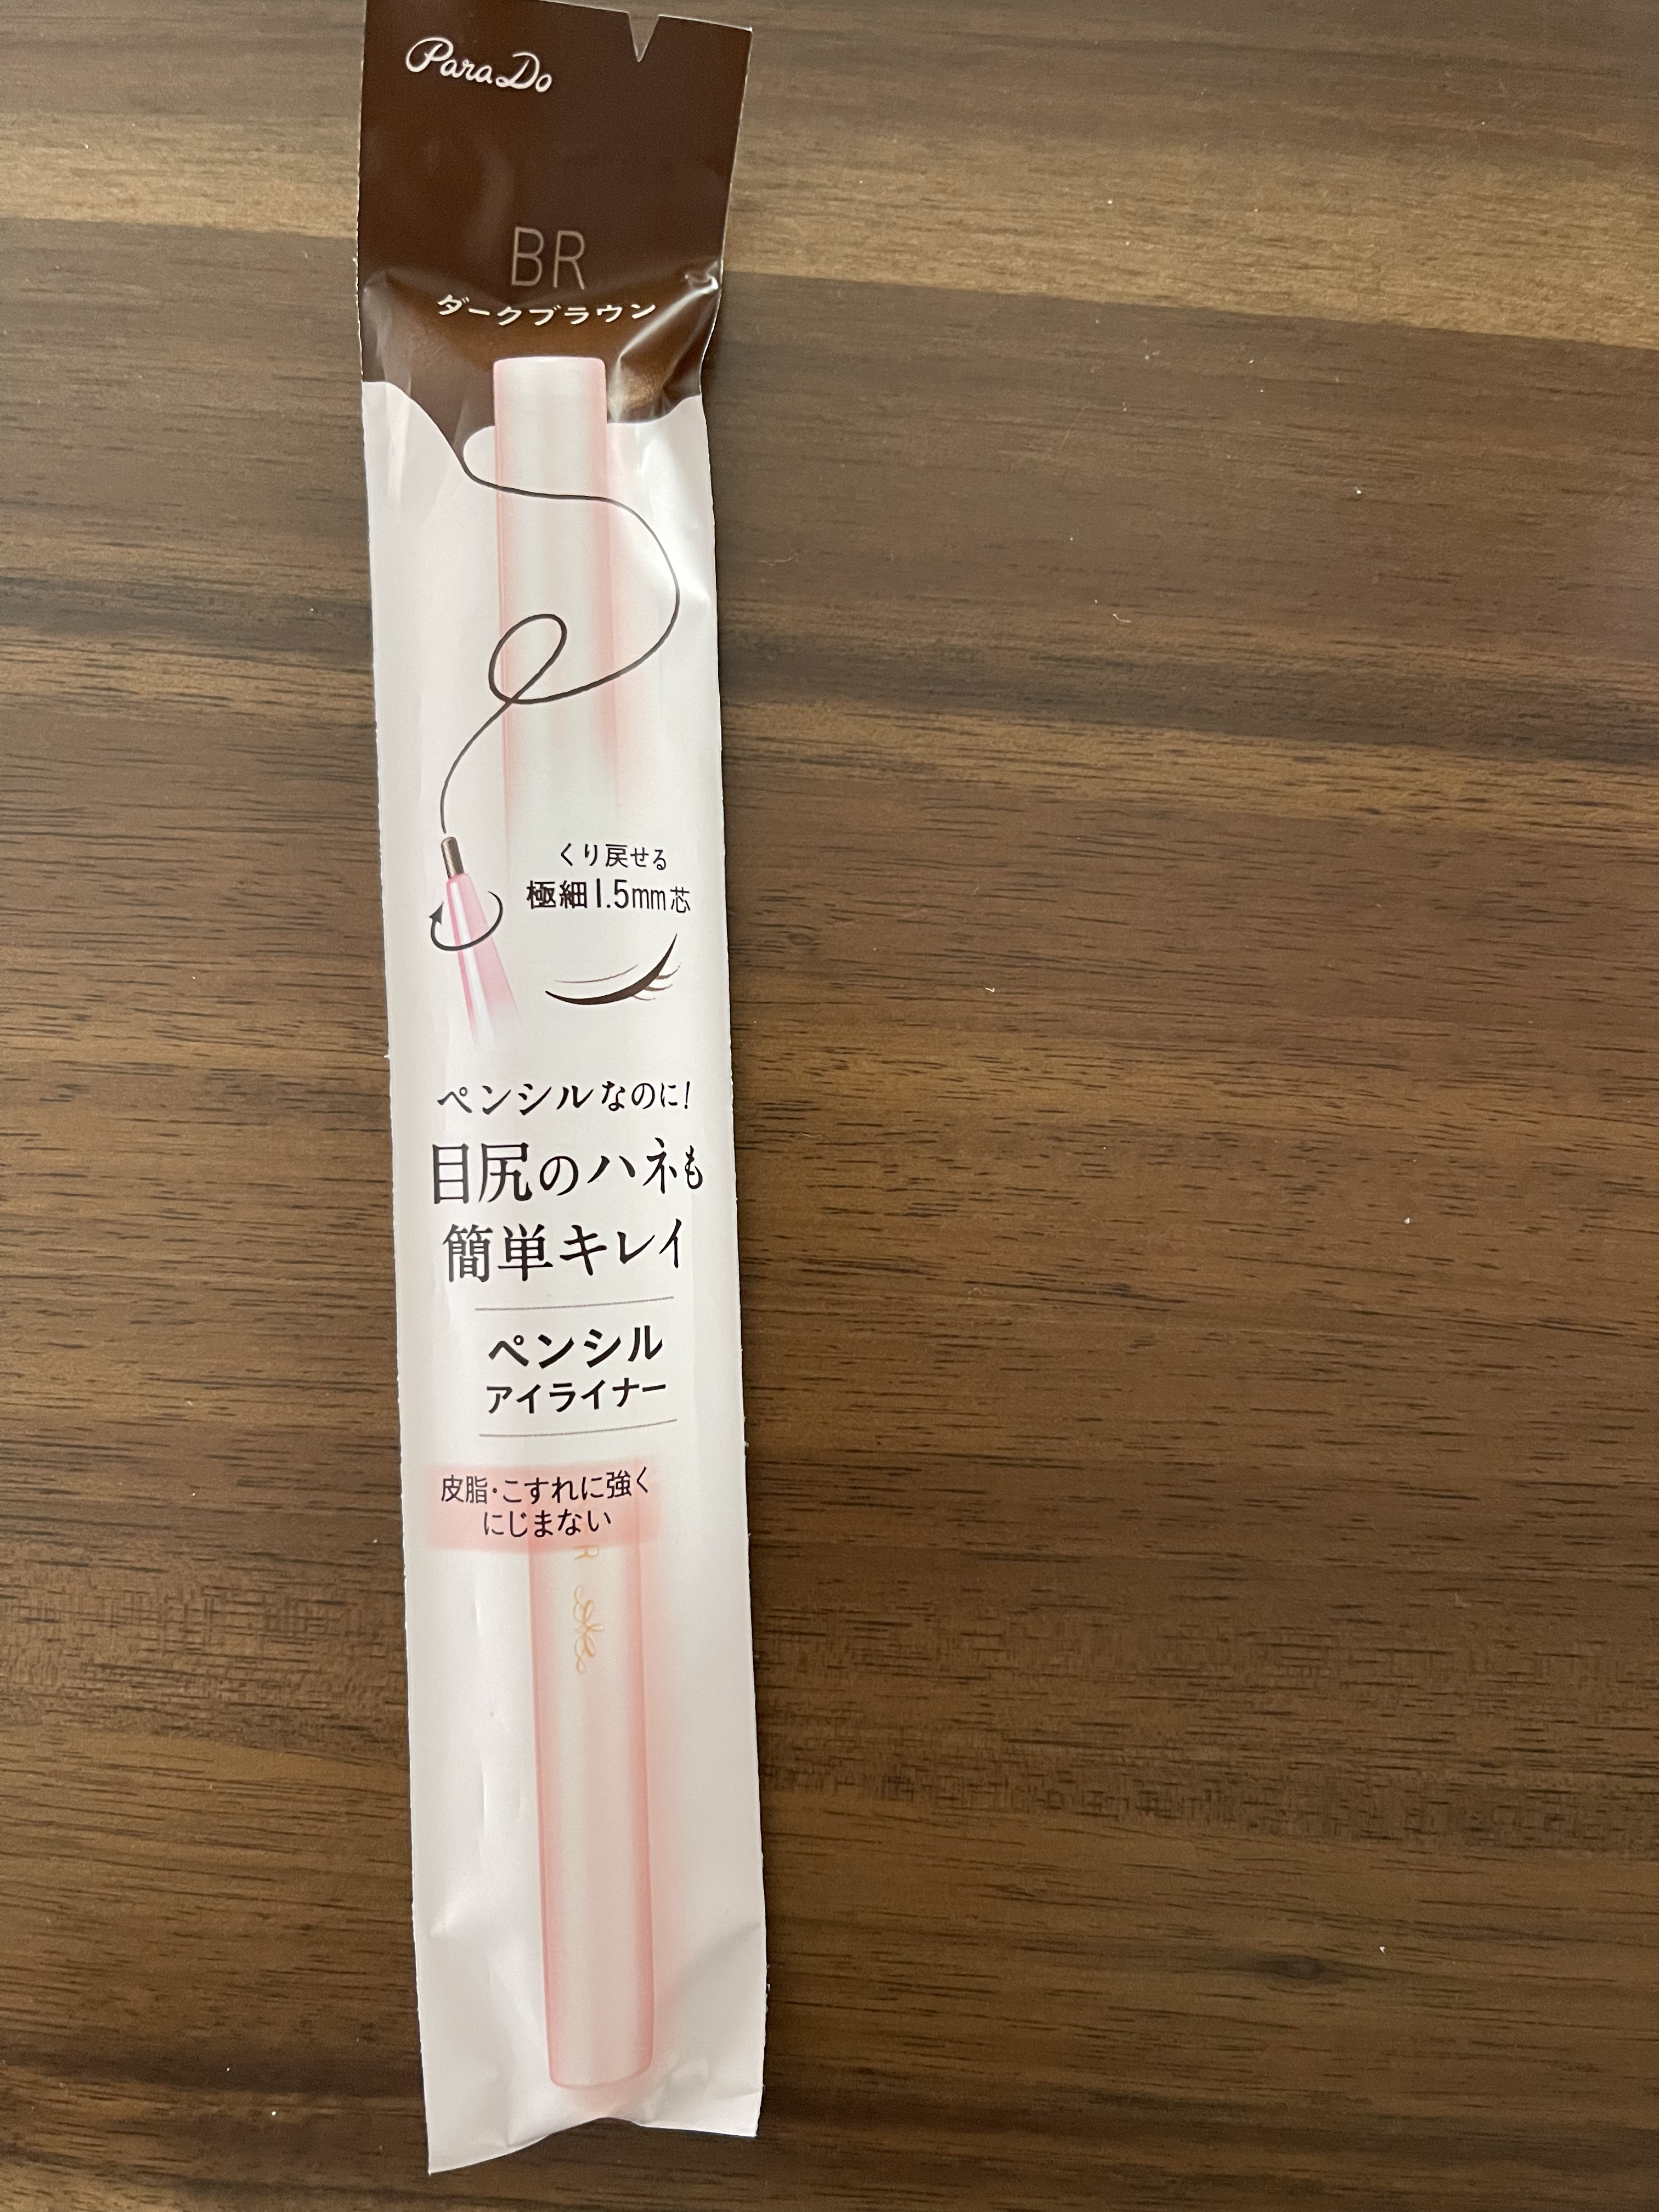 ParaDo
BR
ダークブラウン
くり戻せる
極細1.5mm芯
ペンシルなのに!
目尻のハネも
簡単キレイ
ペンシル
アイライナー
皮脂・こすれに強く
にじまない